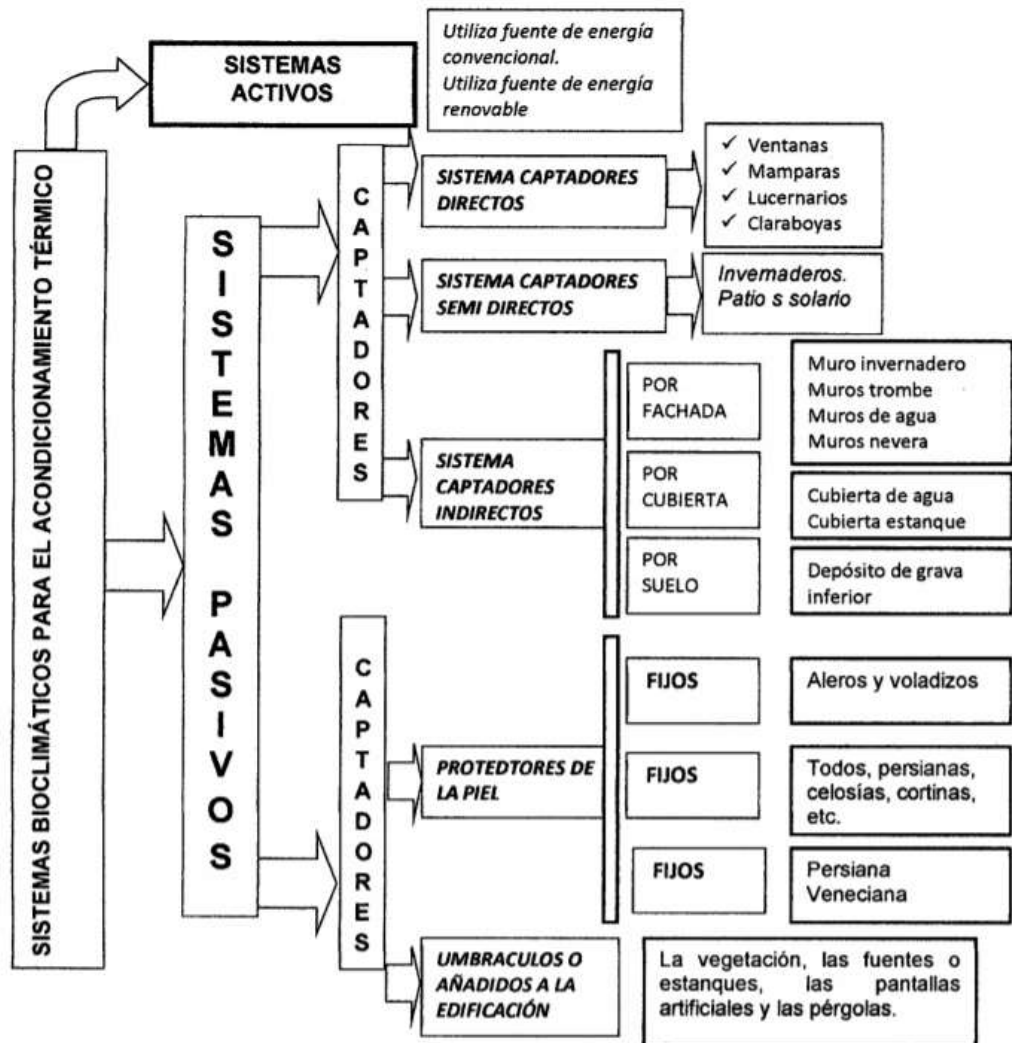 SISTEMAS BIOCLIMÁTICOS PARA EL ACONDICIONAMIENTO TÉRMICO
SISTEMAS
ACTIVOS
Utiliza fuente de energía
convencional.
Utiliza fuente de energía
renovable
SISTEMAS PASIVOS
CAPTADORES
SISTEMA CAPTADORES
DIRECTOS
✓ Ventanas
✓ Mamparas
✓ Lucernarios
✓ Claraboyas
SISTEMA CAPTADORES
SEMI DIRECTOS
Invernaderos.
Patio s solario
SISTEMA
CAPTADORES
INDIRECTOS
POR
FACHADA
Muro invernadero
Muros trombe
Muros de agua
Muros nevera
POR
CUBIERTA
Cubierta de agua
Cubierta estanque
POR
SUELO
Depósito de grava
inferior
CAPTADORES
PROTEDTORES DE
LA PIEL
FIJOS
Aleros y voladizos
FIJOS
Todos, persianas,
celosías, cortinas,
etc.
FIJOS
Persiana
Veneciana
UMBRACULOS O
AÑADIDOS A LA
EDIFICACIÓN
La vegetación, las fuentes o
estanques, las pantallas
artificiales y las pérgolas.